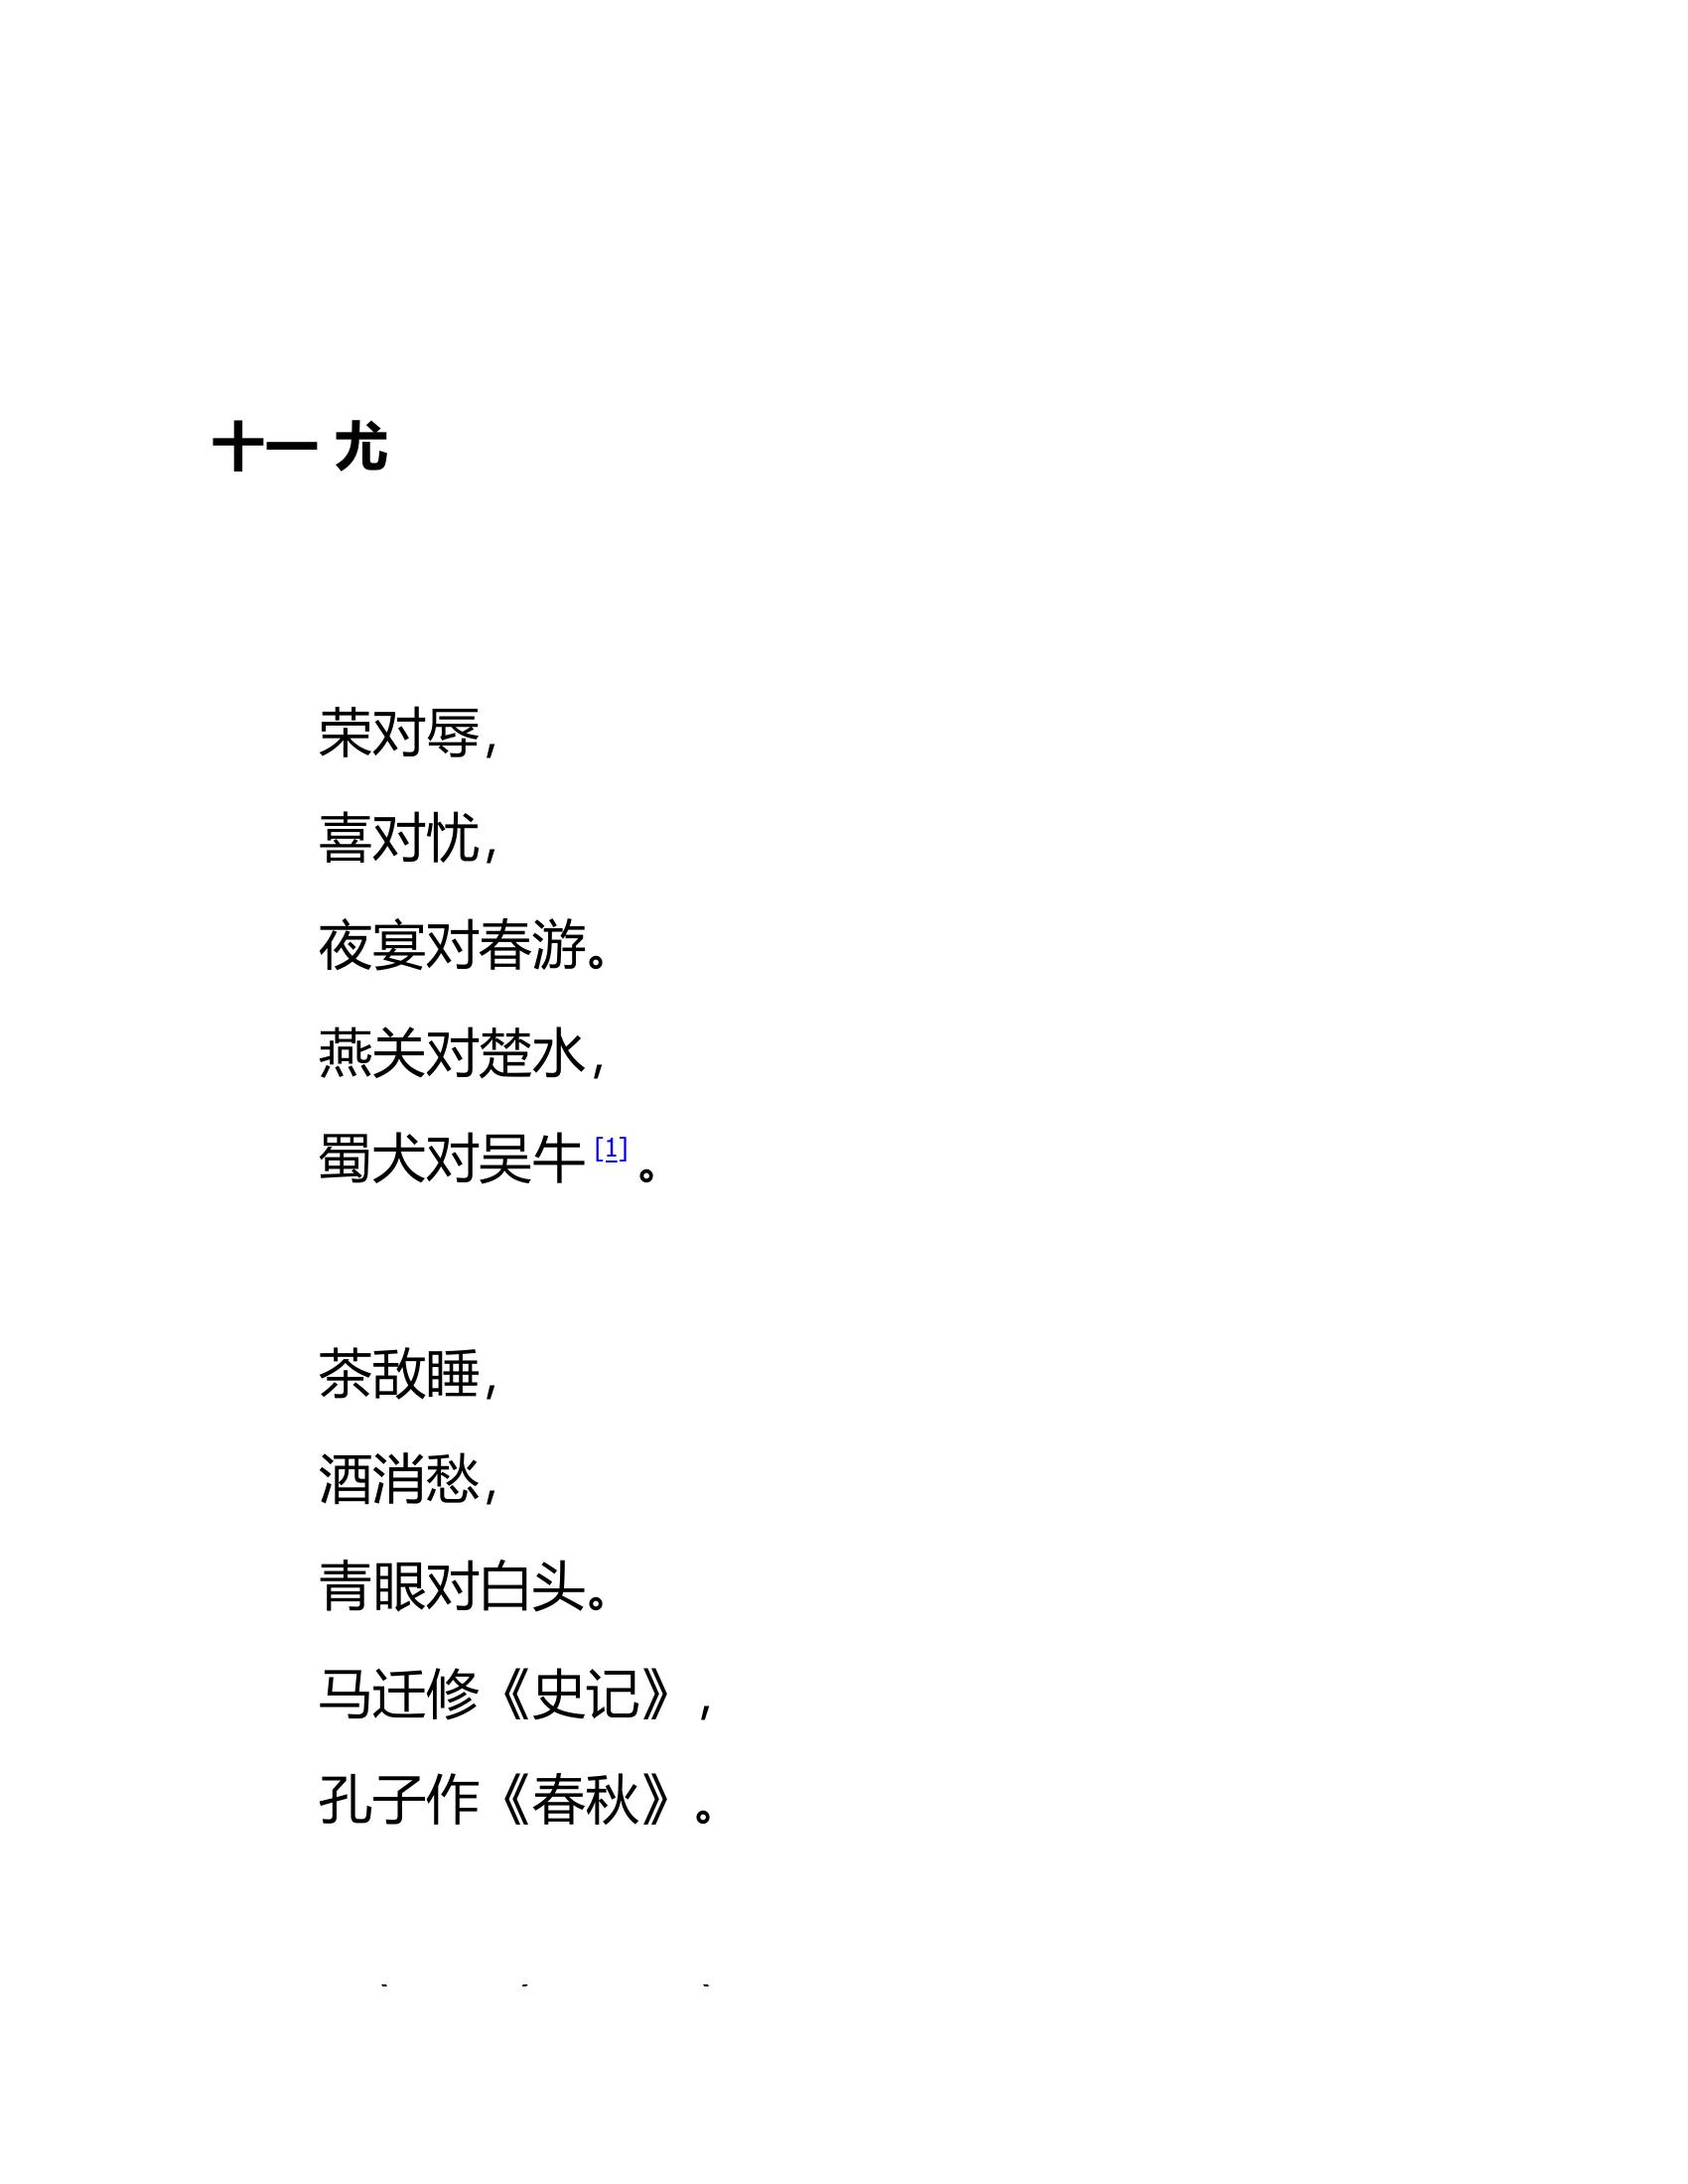 十一 尤
荣对辱,
喜对忧,
夜宴对春游。
燕关对楚水,
蜀犬对吴牛[1]。
茶敌睡,
酒消愁,
青眼对白头。
马迁修《史记》,
孔子作《春秋》。